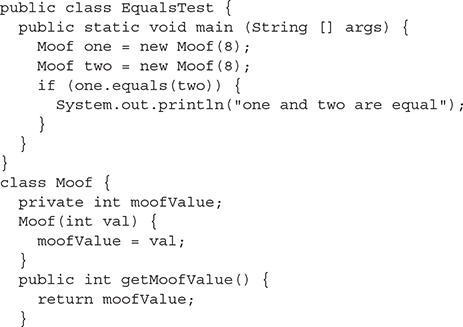 public class EqualsTest {
  public static void main (String [] args) {
    Moof one = new Moof(8);
    Moof two = new Moof(8);
    if (one.equals(two)) {
      System.out.println("one and two are equal");
    }
  }
}
class Moof {
  private int moofValue;
  Moof(int val) {
    moofValue = val;
  }
  public int getMoofValue() {
    return moofValue;
  }